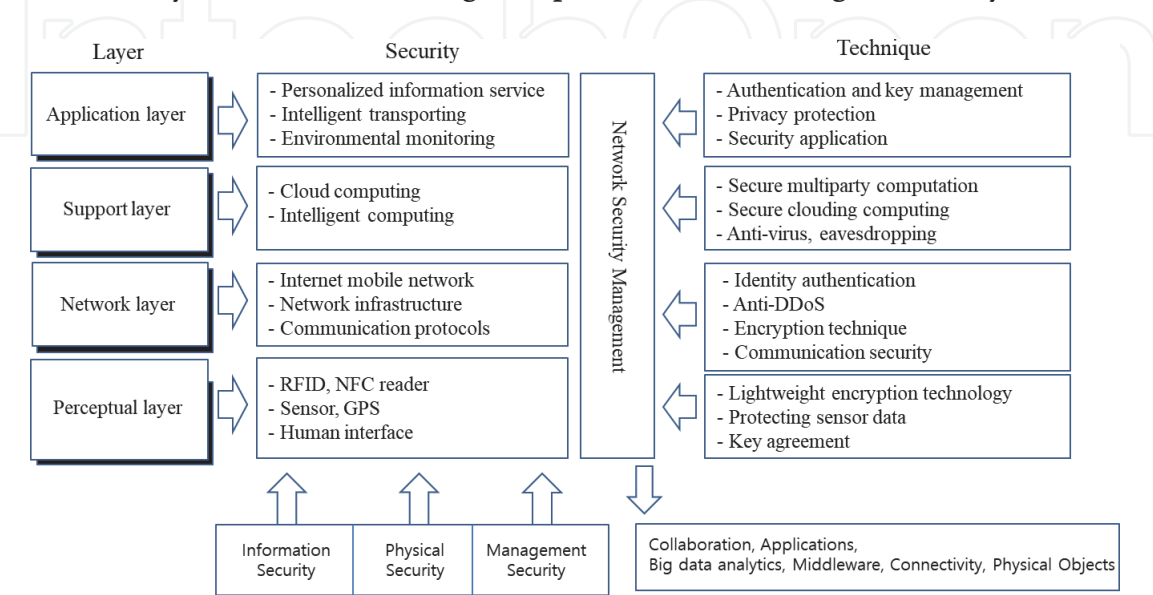 Layer
Security
Technique
Application layer
- Personalized information service
- Intelligent transporting
- Environmental monitoring
- Authentication and key management
- Privacy protection
- Security application
Support layer
- Cloud computing
- Intelligent computing
- Secure multiparty computation
- Secure clouding computing
- Anti-virus, eavesdropping
Network layer
- Internet mobile network
- Network infrastructure
- Communication protocols
- Identity authentication
- Anti-DDoS
- Encryption technique
- Communication security
Perceptual layer
- RFID, NFC reader
- Sensor, GPS
- Human interface
- Lightweight encryption technology
- Protecting sensor data
- Key agreement
Network Security Management
Information
Security
Physical
Security
Management
Security
Collaboration, Applications,
Big data analytics, Middleware, Connectivity, Physical Objects